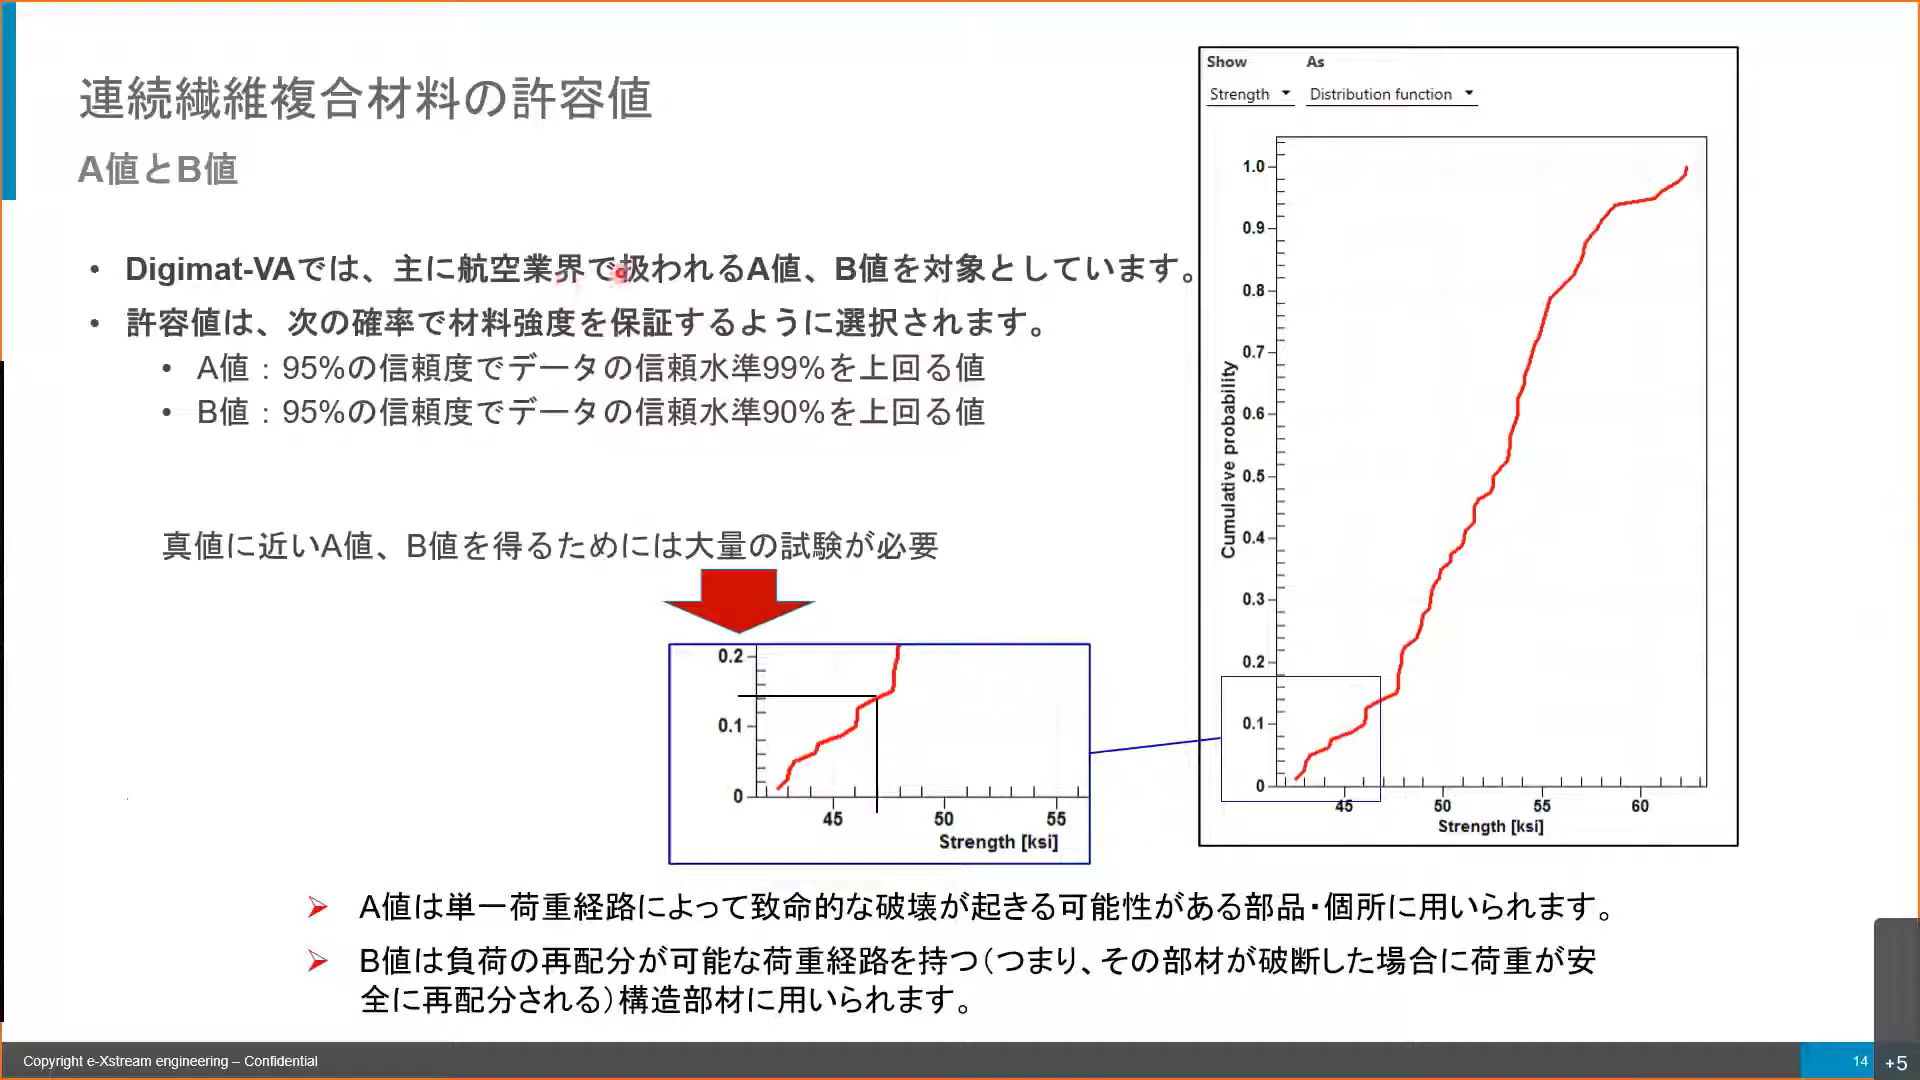 連続繊維複合材料の許容値
A値とB値
• Digimat-VAでは、主に航空業界で扱われるA値、B値を対象としています。
• 許容値は、次の確率で材料強度を保証するように選択されます。
• A値：95%の信頼度でデータの信頼水準99%を上回る値
• B値：95%の信頼度でデータの信頼水準90%を上回る値
真値に近いA値、B値を得るためには大量の試験が必要
0.2
0.1
0
45 50 55
Strength [ksi]
Show As
Strength Distribution function
1.0
0.9
0.8
0.7
0.6
0.5
0.4
0.3
0.2
0.1
0
Cumulative probability
45 50 55 60
Strength [ksi]
A値は単一荷重経路によって致命的な破壊が起きる可能性がある部品・個所に用いられます。
B値は負荷の再配分が可能な荷重経路を持つ（つまり、その部材が破断した場合に荷重が安
全に再配分される）構造部材に用いられます。
Copyright e-Xstream engineering – Confidential
14
+5